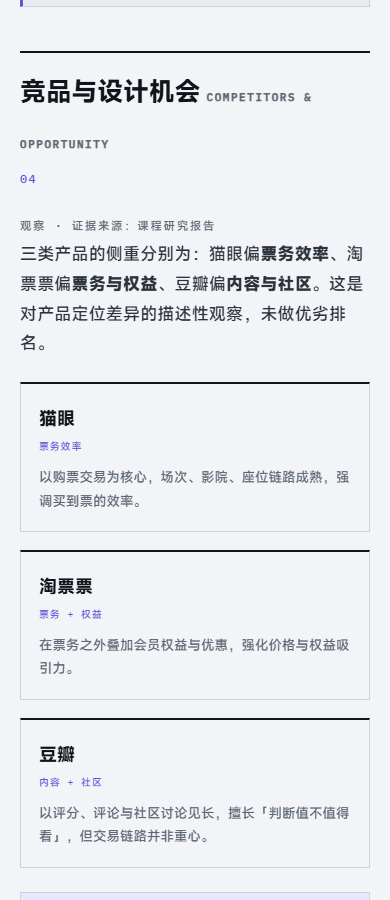 竞品与设计机会 COMPETITORS &
OPPORTUNITY
04
观察 · 证据来源：课程研究报告
三类产品的侧重分别为：猫眼偏票务效率、淘
票票偏票务与权益、豆瓣偏内容与社区。这是
对产品定位差异的描述性观察，未做优劣排
名。
猫眼
票务效率
以购票交易为核心，场次、影院、座位链路成熟，强
调买到票的效率。
淘票票
票务 + 权益
在票务之外叠加会员权益与优惠，强化价格与权益吸
引力。
豆瓣
内容 + 社区
以评分、评论与社区讨论见长，擅长「判断值不值得
看」，但交易链路并非重心。